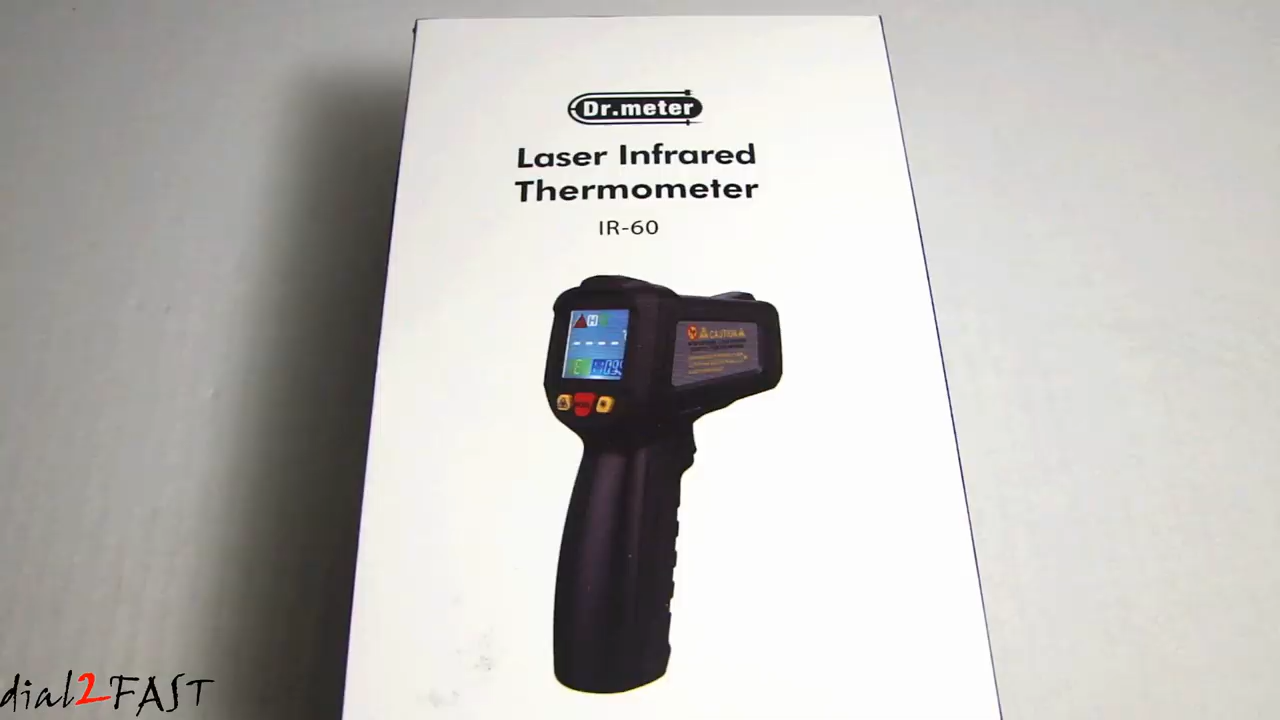 Dr.meter
Laser Infrared
Thermometer
IR-60
H
CAUTION
dial2FAST